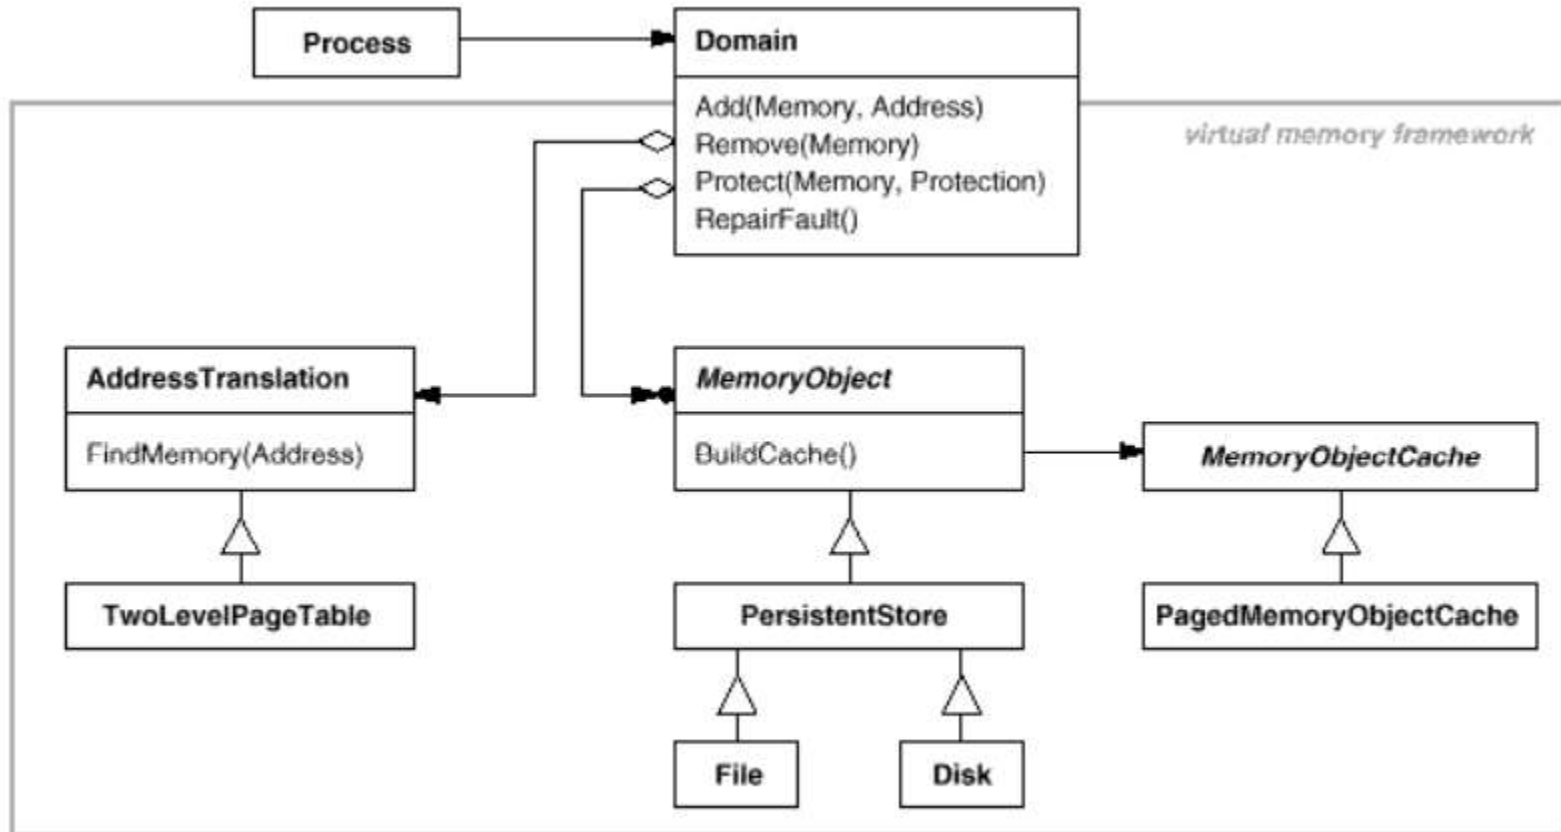 Process
Domain
Add(Memory, Address)
Remove(Memory)
Protect(Memory, Protection)
RepairFault()
virtual memory framework
AddressTranslation
FindMemory(Address)
MemoryObject
BuildCache()
MemoryObjectCache
TwoLevelPageTable
PersistentStore
PagedMemoryObjectCache
File
Disk